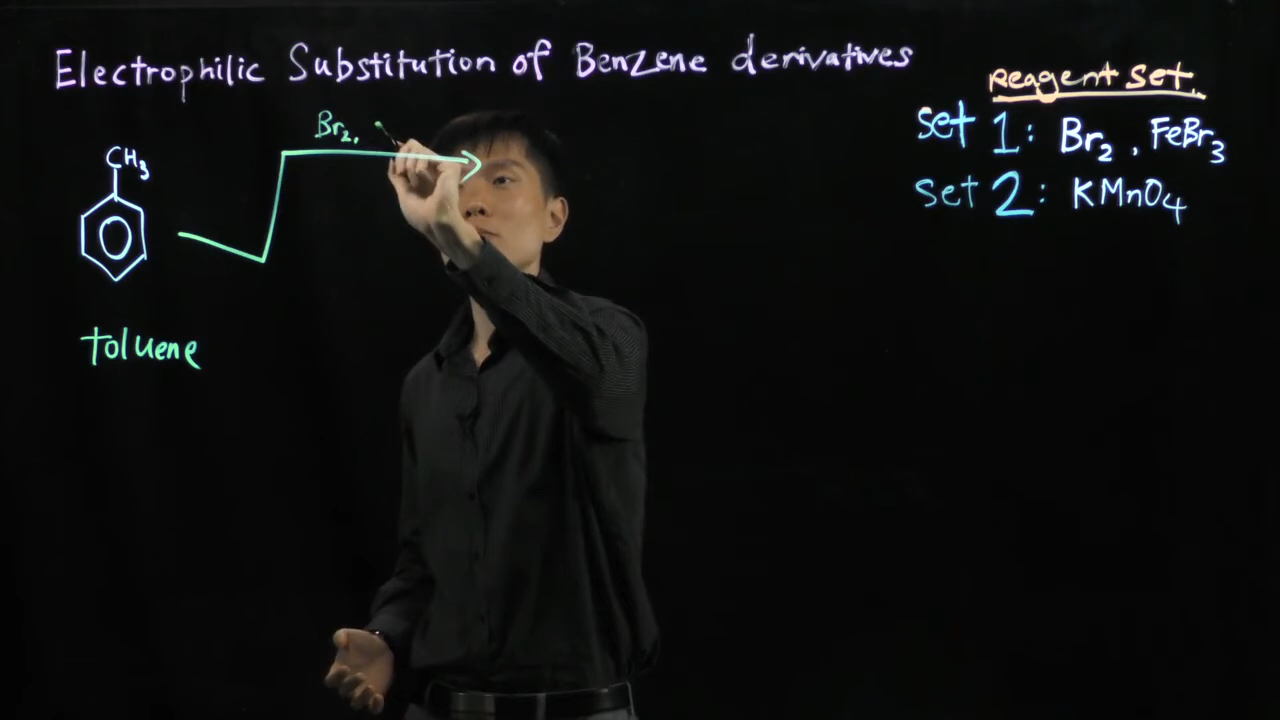 Electrophilic Substitution of Benzene derivatives
Reagent Set
Set 1: Br2, FeBr3
Set 2: KMnO4
Br2,
CH3
toluene